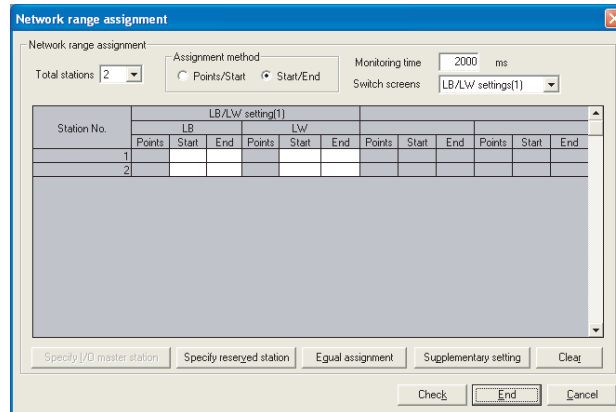 Network range assignment
Network range assignment
Total stations 2
Assignment method
Points/Start Start/End
Monitoring time 2000 ms
Switch screens LB/LW settings(1)
Station No.
LB/LW setting(1)
LB LW
Points Start End Points Start End Points Start End Points Start End
1
2
Specify I/O master station Specify reserved station Equal assignment Supplementary setting Clear
Check End Cancel